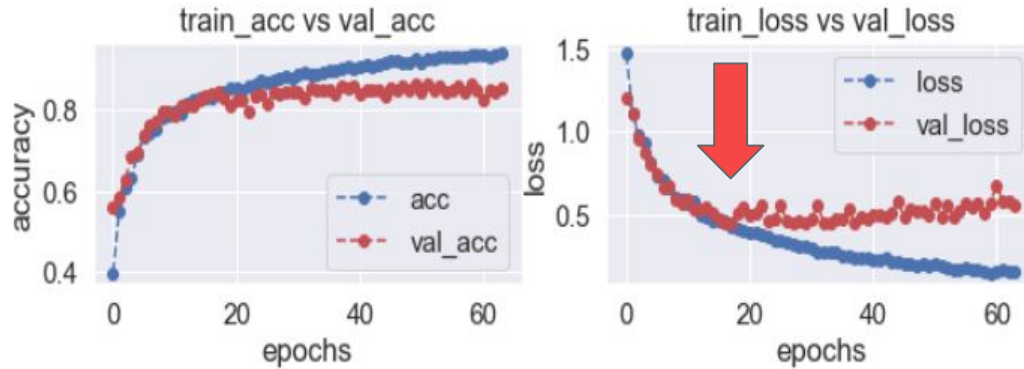 train_acc vs val_acc
accuracy
0.8
0.6
0.4
acc
val_acc
0
20
40
60
epochs
train_loss vs val_loss
loss
1.5
1.0
0.5
loss
val_loss
0
20
40
60
epochs